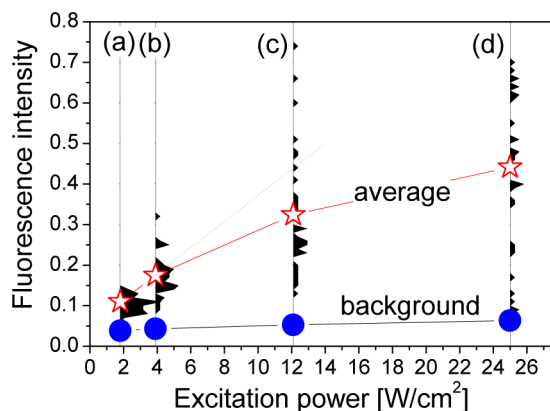 (a) (b) (c) (d)
0.8
0.7
0.6
0.5
0.4
0.3
0.2
0.1
0.0
Fluorescence intensity
average
background
0 2 4 6 8 10 12 14 16 18 20 22 24 26
Excitation power [W/cm²]